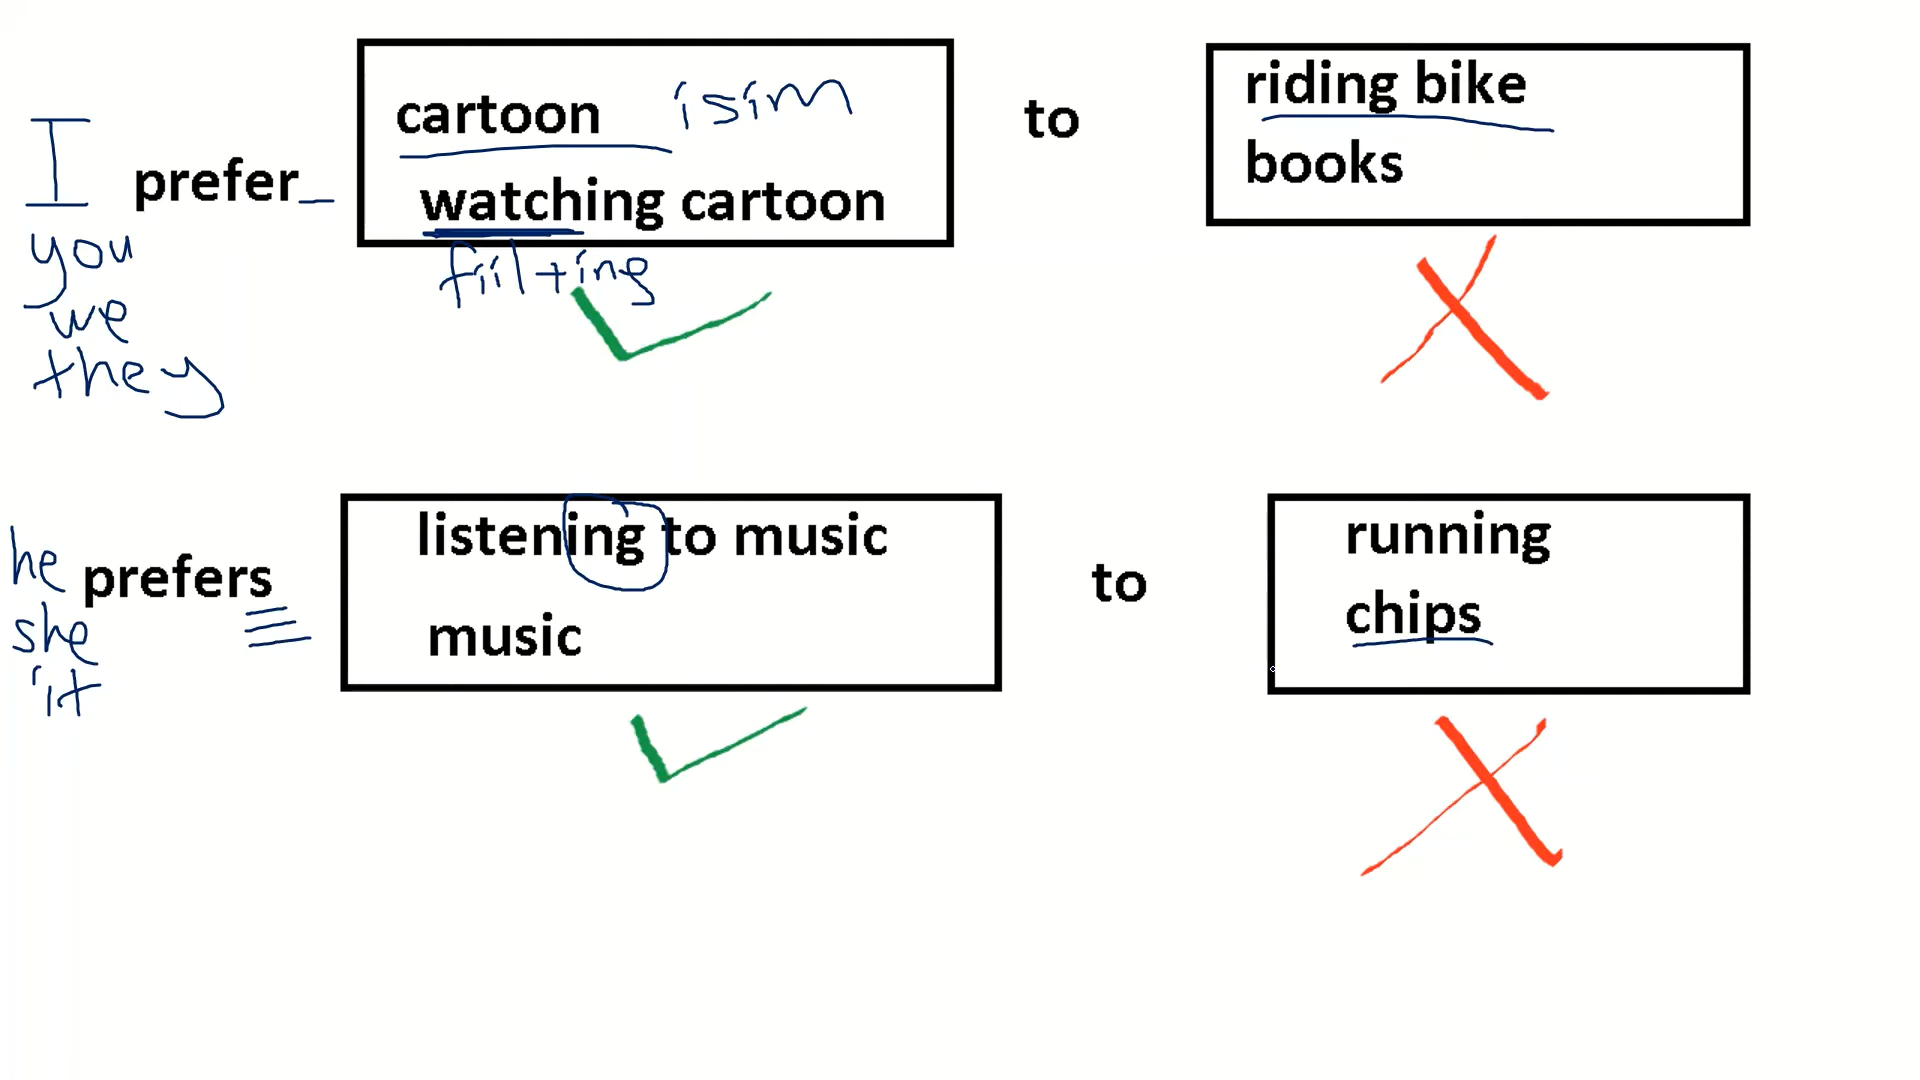 cartoon isim
to
riding bike
I prefer_
watching cartoon
books
fiil+ing
you
we
they
listening to music
running
he prefers
to
she
music
chips
it